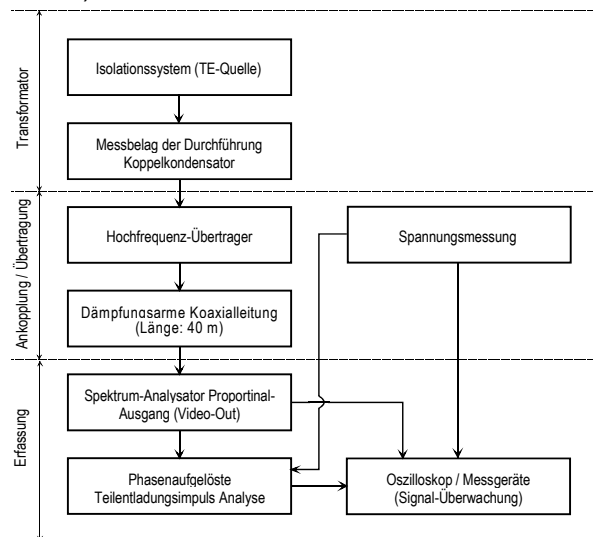 Transformator
Isolationssystem (TE-Quelle)
Messbelag der Durchführung
Koppelkondensator
Ankopplung / Übertragung
Hochfrequenz-Übertrager
Spannungsmessung
Dämpfungsarme Koaxialleitung
(Länge: 40 m)
Erfassung
Spektrum-Analysator Proportinal-
Ausgang (Video-Out)
Phasenaufgelöste
Teilentladungsimpuls Analyse
Oszilloskop / Messgeräte
(Signal-Überwachung)